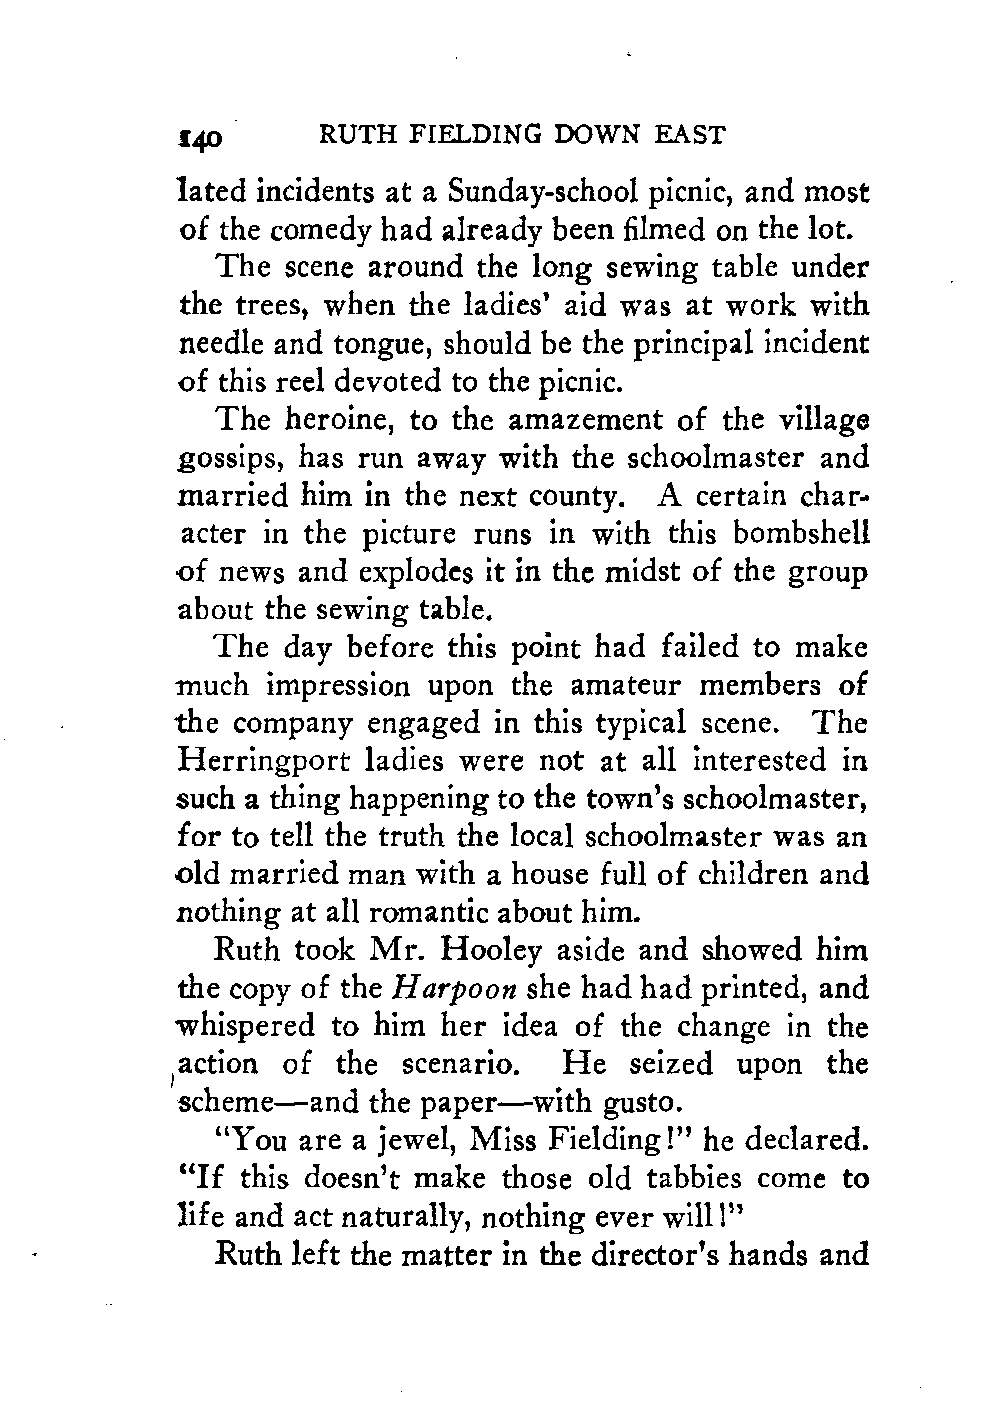 140 RUTH FIELDING DOWN EAST
lated incidents at a Sunday-school picnic, and most
of the comedy had already been filmed on the lot.
The scene around the long sewing table under
the trees, when the ladies' aid was at work with
needle and tongue, should be the principal incident
of this reel devoted to the picnic.
The heroine, to the amazement of the village
gossips, has run away with the schoolmaster and
married him in the next county. A certain char-
acter in the picture runs in with this bombshell
of news and explodes it in the midst of the group
about the sewing table.
The day before this point had failed to make
much impression upon the amateur members of
the company engaged in this typical scene. The
Herringport ladies were not at all interested in
such a thing happening to the town's schoolmaster,
for to tell the truth the local schoolmaster was an
old married man with a house full of children and
nothing at all romantic about him.
Ruth took Mr. Hooley aside and showed him
the copy of the Harpoon she had had printed, and
whispered to him her idea of the change in the
action of the scenario. He seized upon the
scheme—and the paper—with gusto.
"You are a jewel, Miss Fielding!" he declared.
"If this doesn't make those old tabbies come to
life and act naturally, nothing ever will!"
Ruth left the matter in the director's hands and